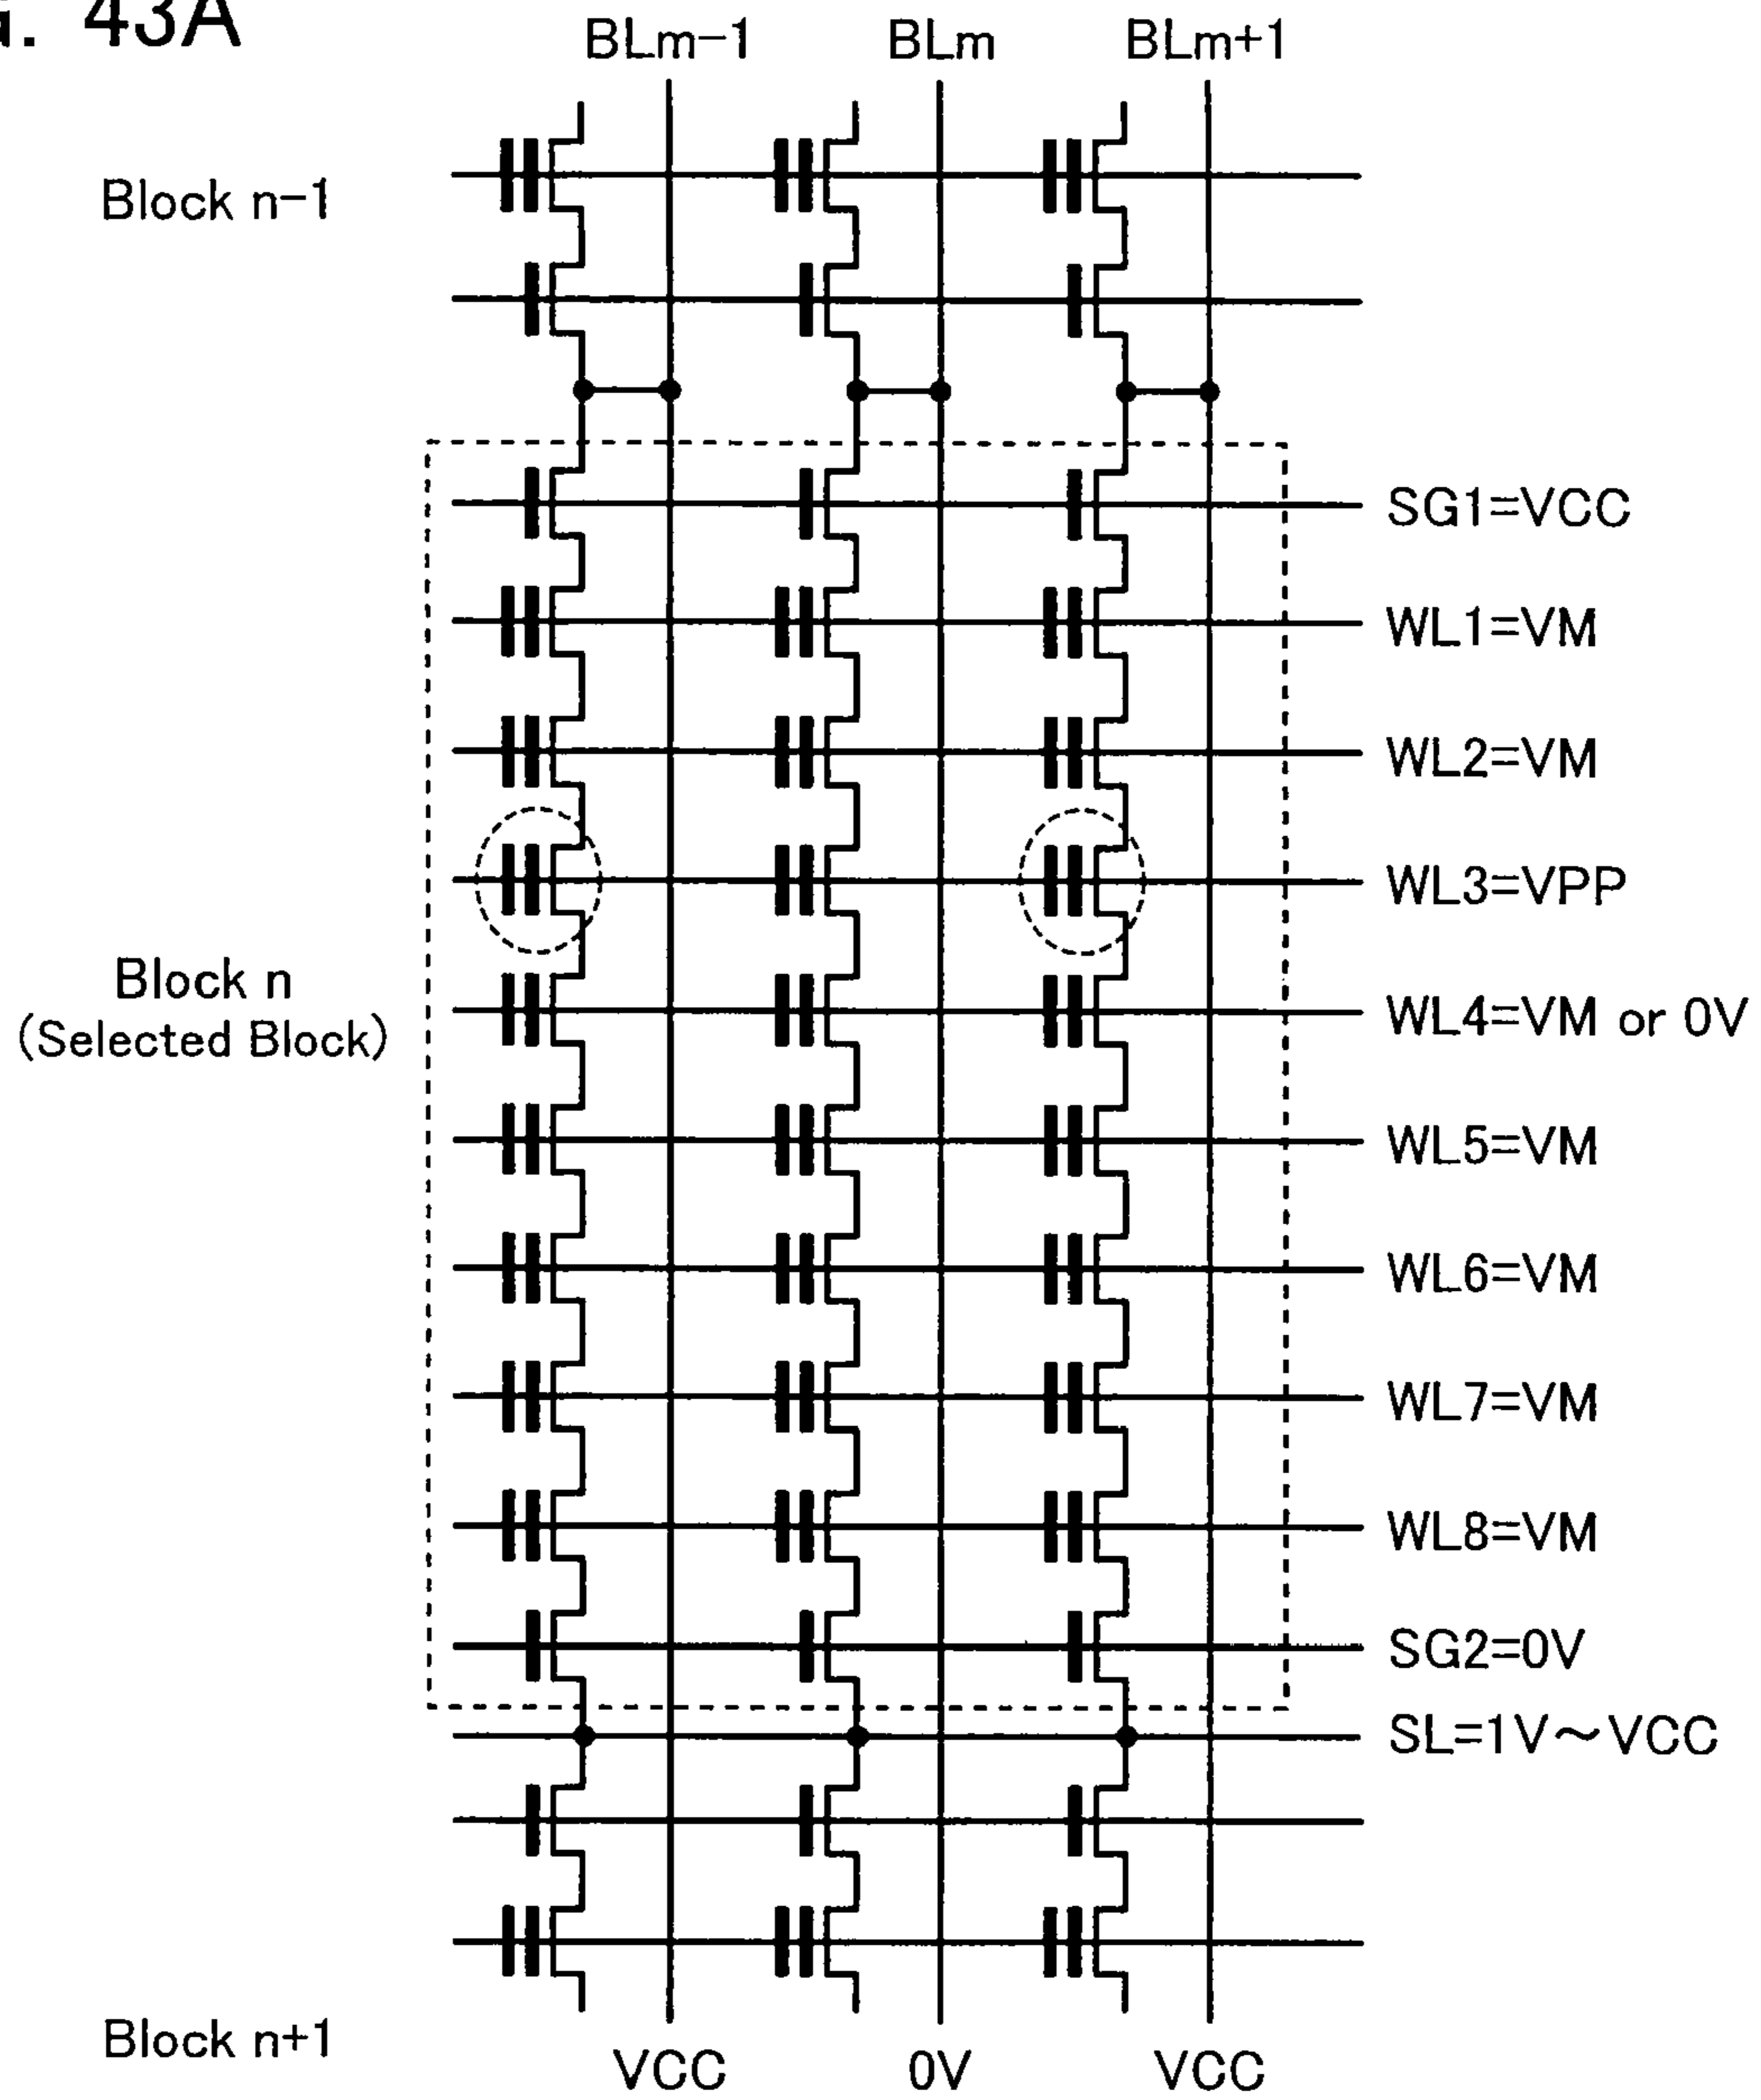 43A
BLm-1 BLm BLm+1
Block n-1
SG1=VCC
WL1=VM
WL2=VM
WL3=VPP
Block n
(Selected Block)
WL4=VM or 0V
WL5=VM
WL6=VM
WL7=VM
WL8=VM
SG2=0V
SL=1V~VCC
Block n+1
VCC 0V VCC